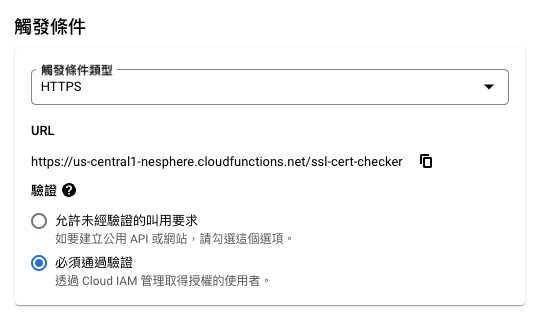 觸發條件
觸發條件類型
HTTPS
URL
https://us-central1-nesphere.cloudfunctions.net/ssl-cert-checker
驗證 ?
允許未經驗證的叫用要求
如要建立公用 API 或網站，請勾選這個選項。
必須通過驗證
透過 Cloud IAM 管理取得授權的使用者。